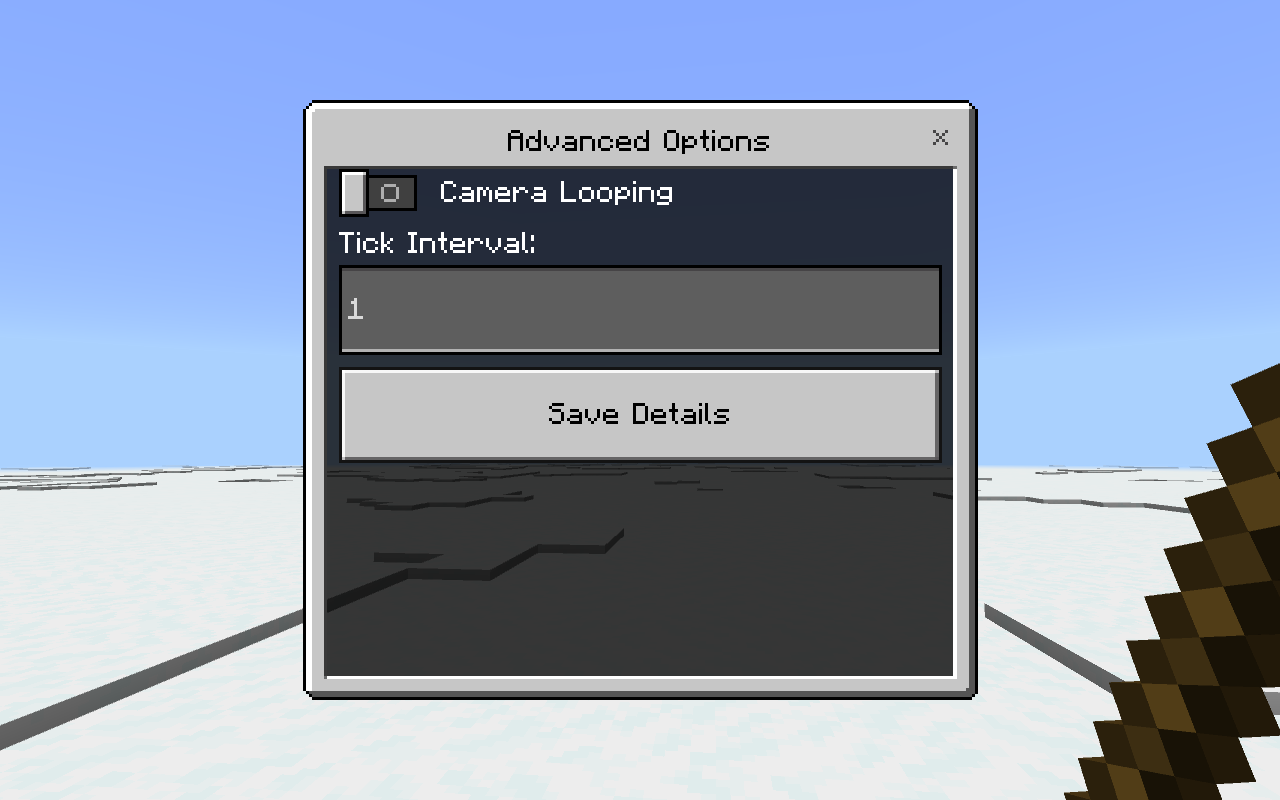 Advanced Options
Camera Looping
Tick Interval:
1
Save Details